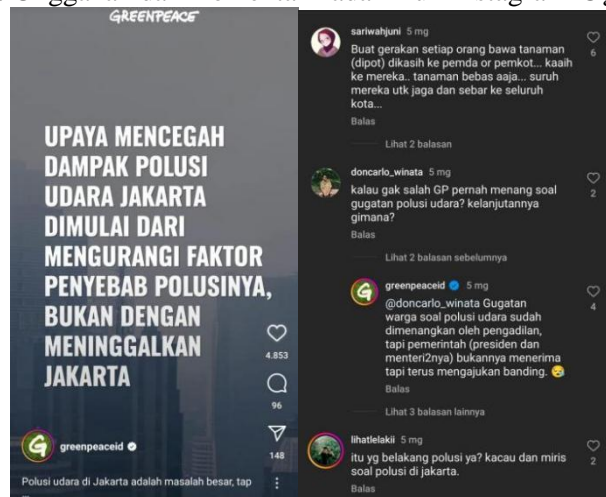 GREENPEACE
UPAYA MENCEGAH
DAMPAK POLUSI
UDARA JAKARTA
DIMULAI DARI
MENGURANGI FAKTOR
PENYEBAB POLUSINYA,
BUKAN DENGAN
MENINGGALKAN
JAKARTA
4.853
96
148
greenpeaceid
Polusi udara di Jakarta adalah masalah besar, tap
sariwahjuni 5 mg
Buat gerakan setiap orang bawa tanaman
(dipot) dikasih ke pemda or pemkot... kaaih
ke mereka.. tanaman bebas aaja... suruh
mereka utk jaga dan sebar ke seluruh
kota...
6
Balas
Lihat 2 balasan
doncarlo_winata 5 mg
kalau gak salah GP pernah menang soal
gugatan polusi udara? kelanjutannya
gimana?
2
Balas
Lihat 2 balasan sebelumnya
greenpeaceid 5 mg
@doncarlo_winata Gugatan
warga soal polusi udara sudah
dimenangkan oleh pengadilan,
tapi pemerintah (presiden dan
menteri2nya) bukannya menerima
tapi terus mengajukan banding. 😪
4
Balas
Lihat 3 balasan lainnya
lihatlelakii 5 mg
itu yg belakang polusi ya? kacau dan miris
soal polusi di jakarta.
2
Balas